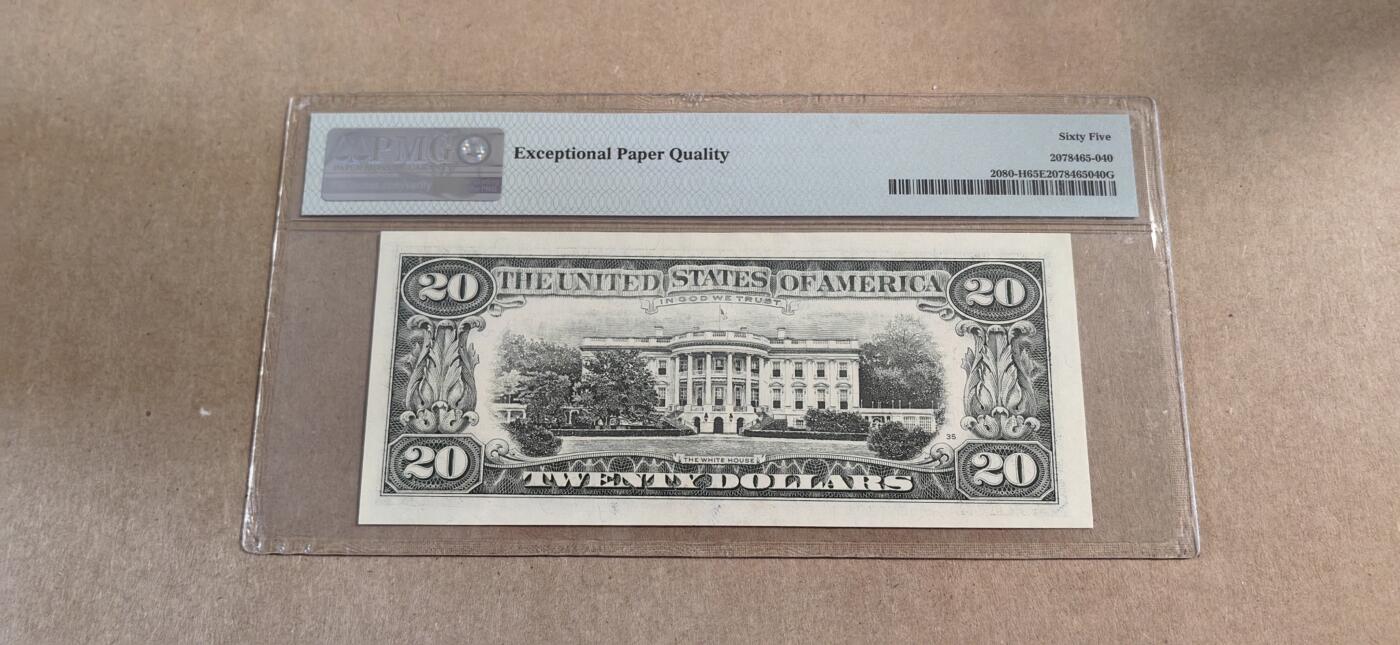 PMG
Exceptional Paper Quality
Sixty Five
2078465-040
2080-H65E2078465040G
20 THE UNITED STATES OF AMERICA 20
IN GOD WE TRUST
35
THE WHITE HOUSE
20 TWENTY DOLLARS 20